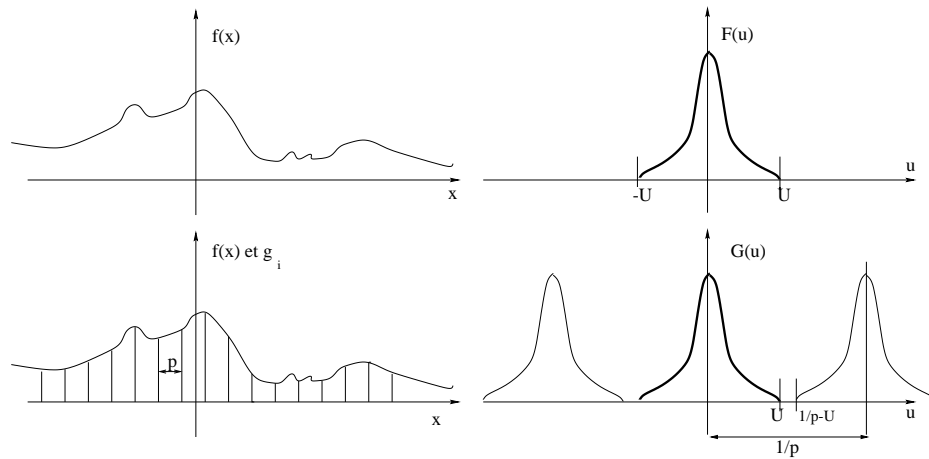 f(x)
F(u)
x
-U
U
u
f(x) et g i
G(u)
p
x
U
1/p-U
u
1/p